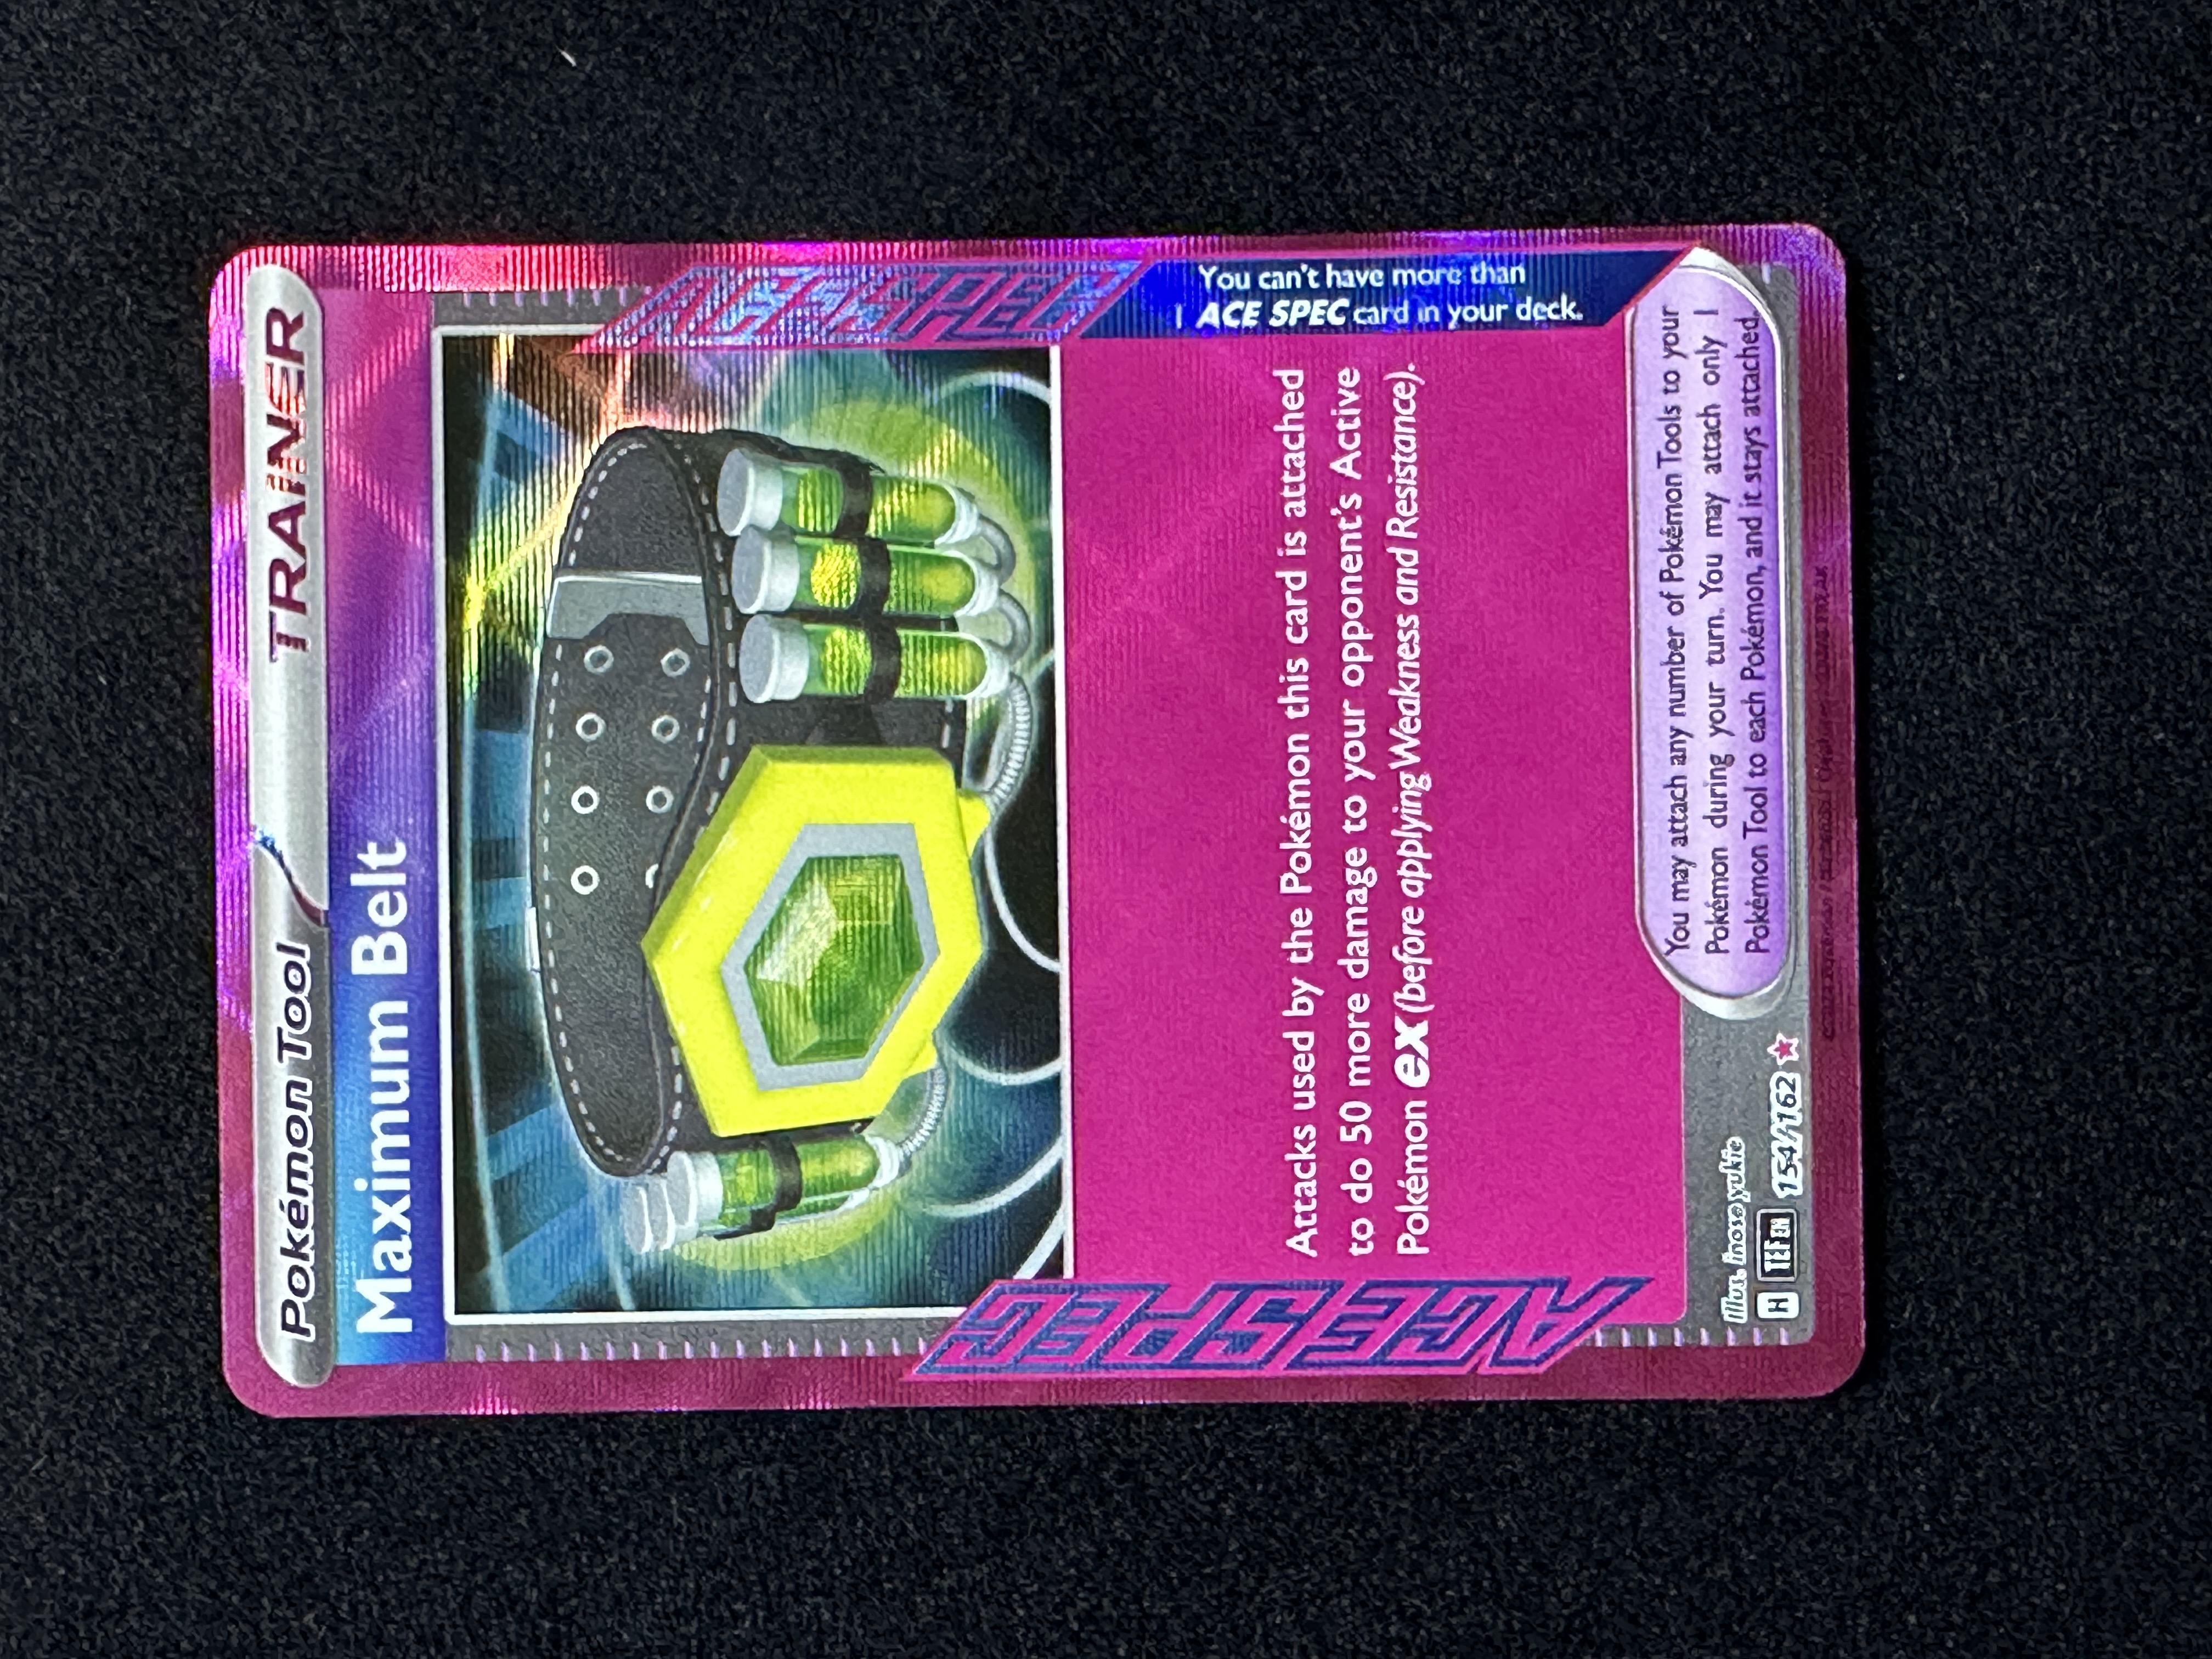 Pokémon Tool
TRAINER
Maximum Belt
ACE SPEC
You can't have more than
1 ACE SPEC card in your deck.
Attacks used by the Pokémon this card is attached
to do 50 more damage to your opponent's Active
Pokémon ex (before applying Weakness and Resistance).
ACE SPEC
You may attach any number of Pokémon Tools to your
Pokémon during your turn. You may attach only 1
Pokémon Tool to each Pokémon, and it stays attached.
Illus. inose yukie
H TEF EN 154/162